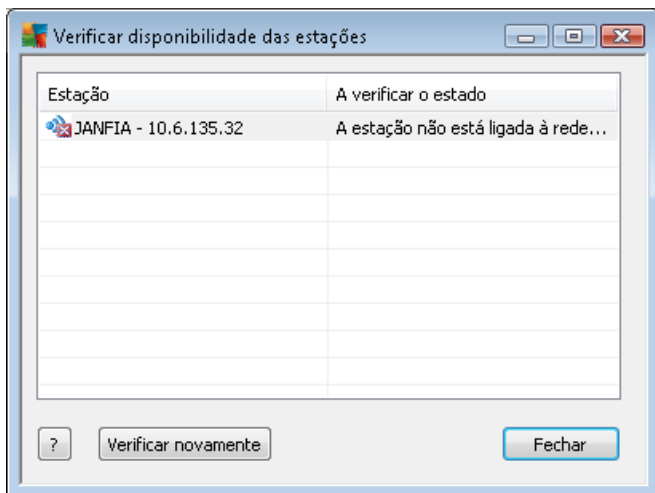 Verificar disponibilidade das estações
Estação A verificar o estado
JANFIA - 10.6.135.32 A estação não está ligada à rede...
? Verificar novamente Fechar